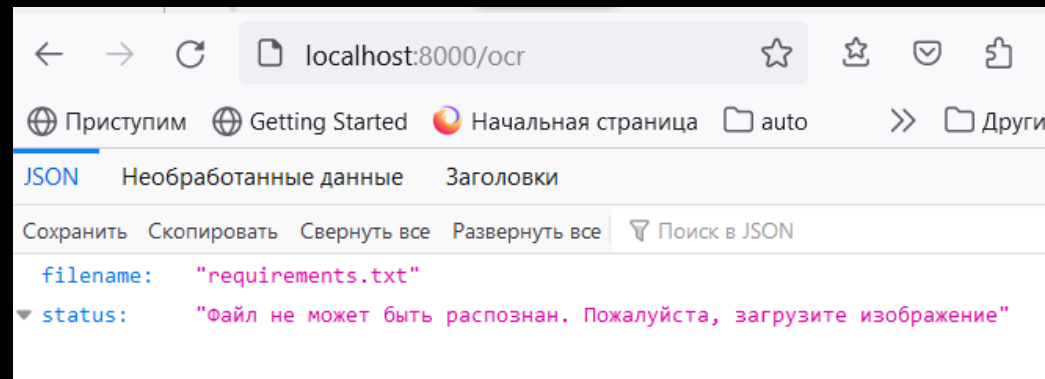 localhost:8000/ocr
Приступим Getting Started Начальная страница auto Други
JSON Необработанные данные Заголовки
Сохранить Скопировать Свернуть все Развернуть все Поиск в JSON
filename: "requirements.txt"
status: "Файл не может быть распознан. Пожалуйста, загрузите изображение"